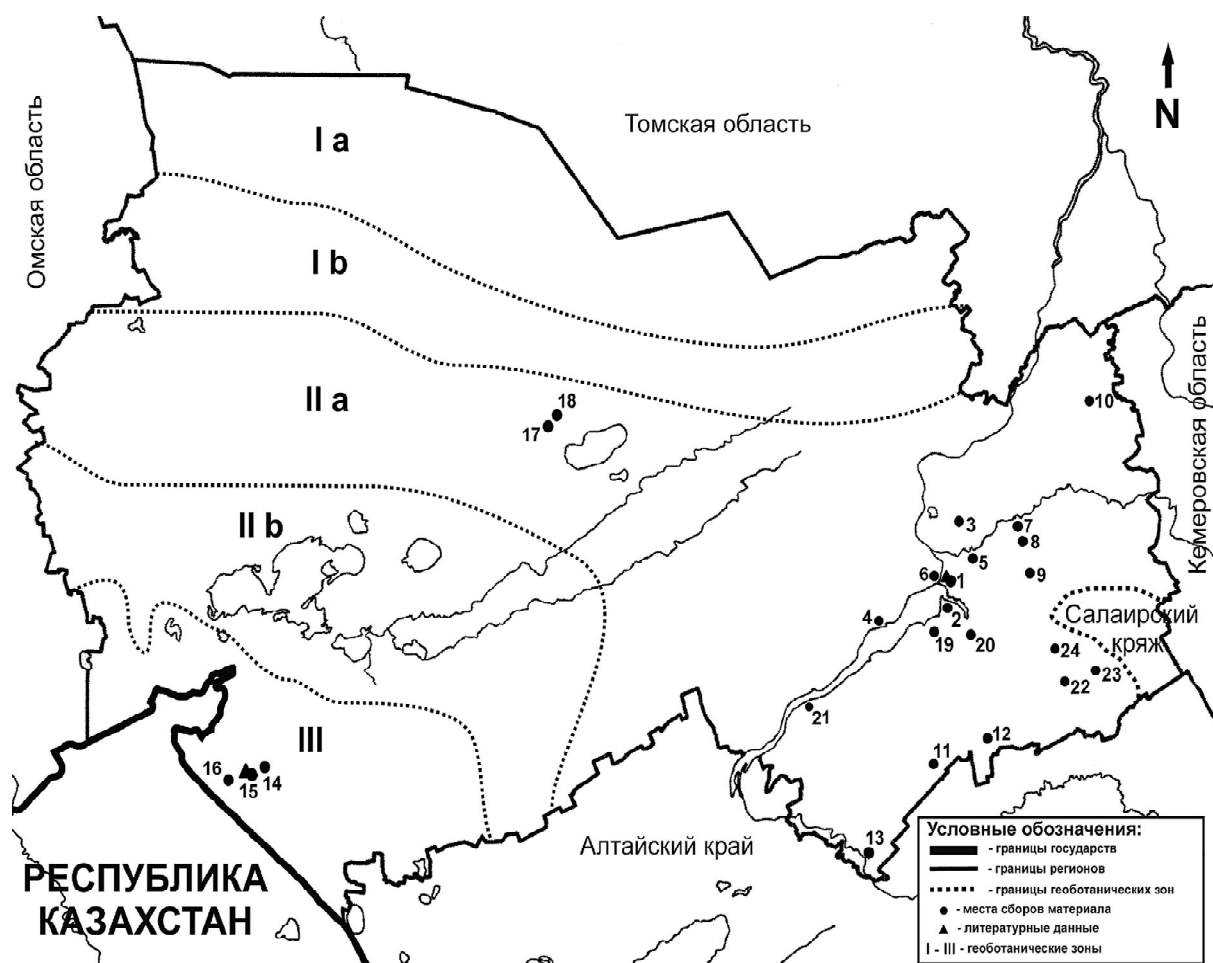 Томская область
N
Омская область
I a
I b
II a
II b
III
18
17
10
Кемеровская область
3
7
8
5
9
6
1
2
4
19
20
Салаирский
кряж
24
23
22
21
12
11
16
15
14
13
Алтайский край
РЕСПУБЛИКА
КАЗАХСТАН
Условные обозначения:
- границы государств
- границы регионов
- границы геоботанических зон
- места сборов материала
- литературные данные
I - III - геоботанические зоны